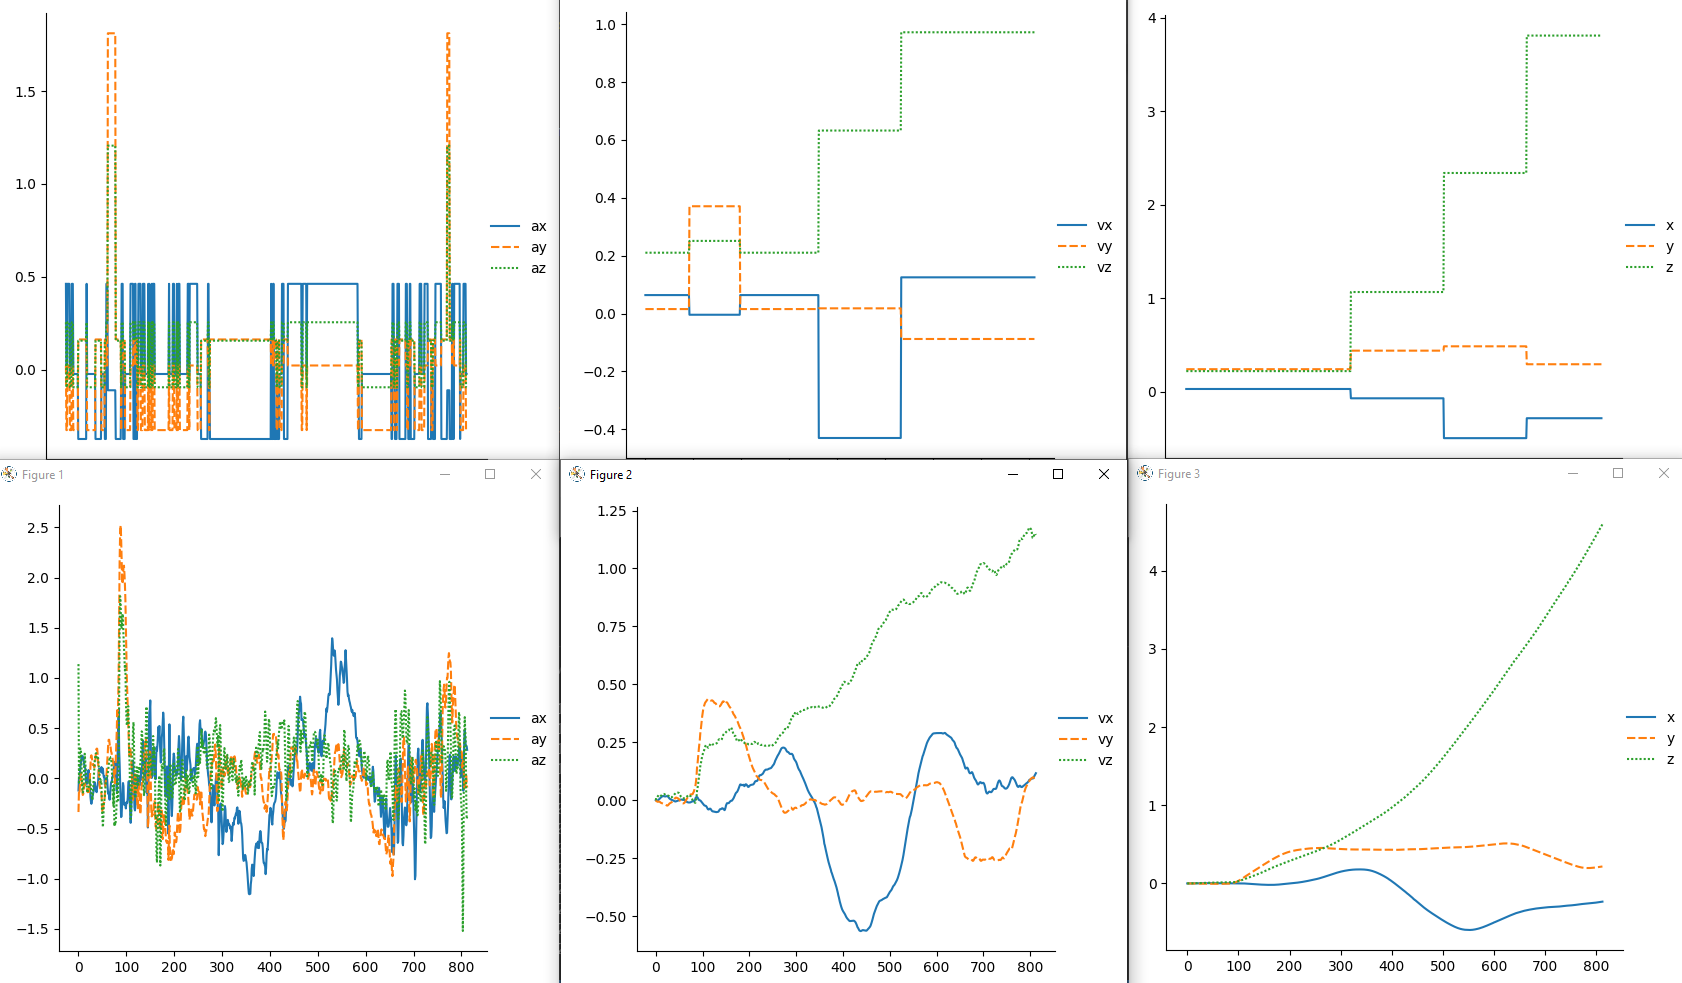 1.5
1.0
0.5
0.0
ax
ay
az
1.0
0.8
0.6
0.4
0.2
0.0
−0.2
−0.4
vx
vy
vz
4
3
2
1
0
x
y
z
Figure 1
2.5
2.0
1.5
1.0
0.5
0.0
−0.5
−1.0
−1.5
0 100 200 300 400 500 600 700 800
ax
ay
az
Figure 2
1.25
1.00
0.75
0.50
0.25
0.00
−0.25
−0.50
0 100 200 300 400 500 600 700 800
vx
vy
vz
Figure 3
4
3
2
1
0
0 100 200 300 400 500 600 700 800
x
y
z